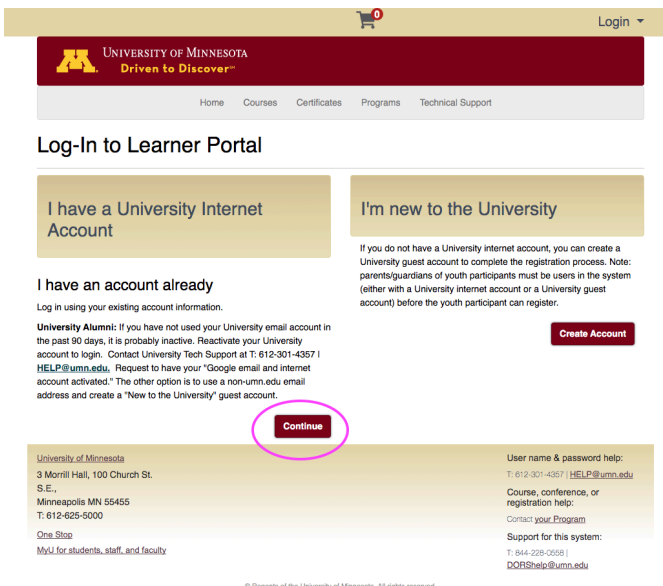 0
Login
UNIVERSITY OF MINNESOTA
Driven to Discover℠
Home Courses Certificates Programs Technical Support
Log-In to Learner Portal
I have a University Internet
Account
I have an account already
Log in using your existing account information.
University Alumni: If you have not used your University email account in
the past 90 days, it is probably inactive. Reactivate your University
account to login. Contact University Tech Support at T: 612-301-4357 |
HELP@umn.edu. Request to have your "Google email and internet
account activated." The other option is to use a non-umn.edu email
address and create a "New to the University" guest account.
Continue
I'm new to the University
If you do not have a University internet account, you can create a
University guest account to complete the registration process. Note:
parents/guardians of youth participants must be users in the system
(either with a University internet account or a University guest
account) before the youth participant can register.
Create Account
University of Minnesota
3 Morrill Hall, 100 Church St.
S.E.,
Minneapolis MN 55455
T: 612-625-5000
One Stop
MyU for students, staff, and faculty
User name & password help:
T: 612-301-4357 | HELP@umn.edu
Course, conference, or
registration help:
Contact your Program
Support for this system:
T: 844-228-0558 |
DORShelp@umn.edu
© Regents of the University of Minnesota. All rights reserved.